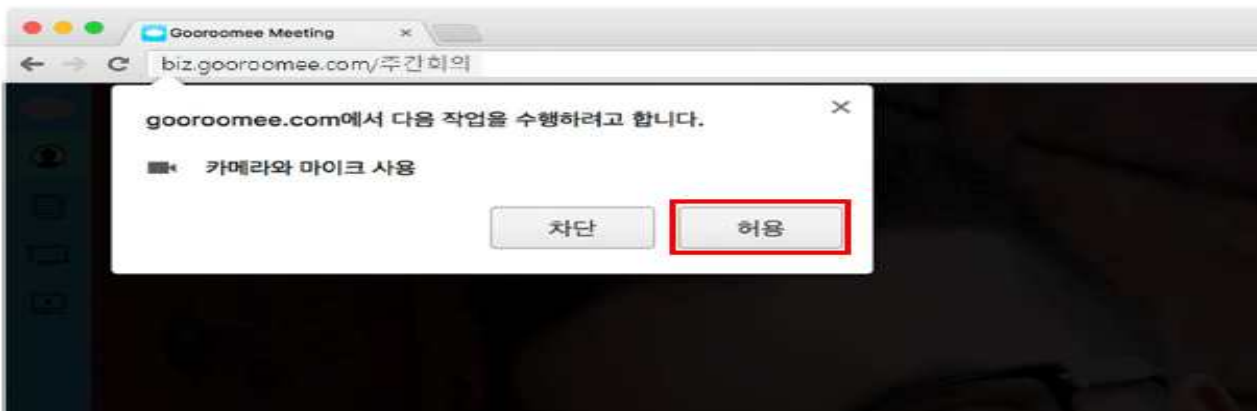 Gooroomee Meeting
biz.gooroomee.com/주간회의
gooroomee.com에서 다음 작업을 수행하려고 합니다.
카메라와 마이크 사용
차단 허용